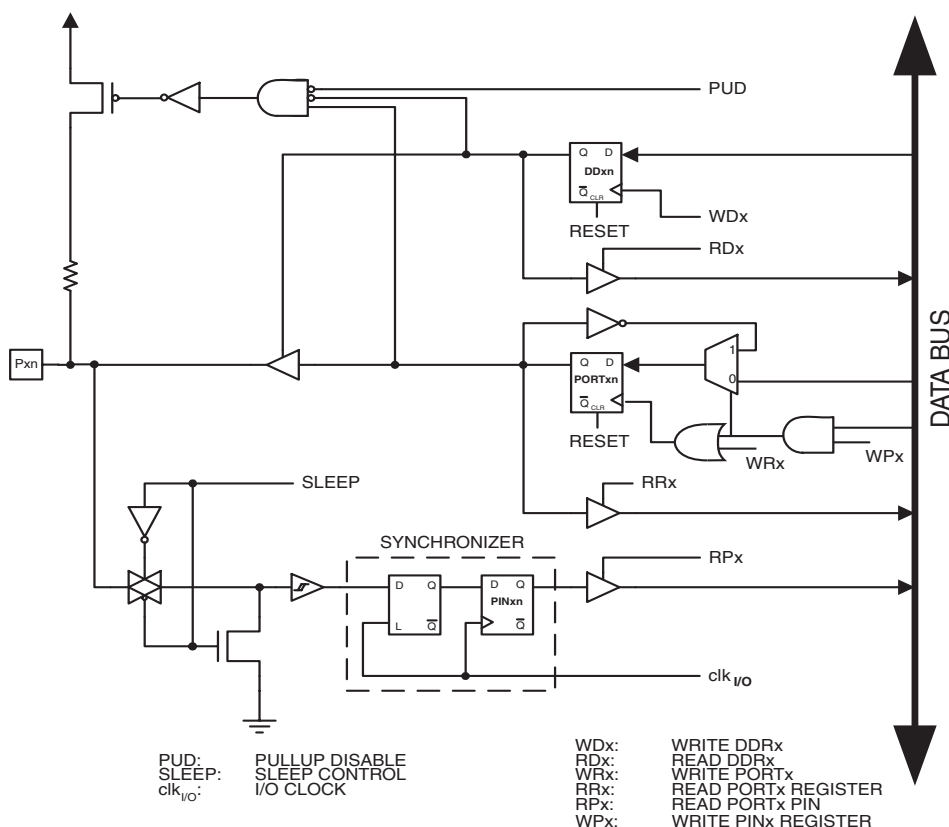 PUD
Q D
DDxn
Q CLR
WDx
RESET
RDx
Pxn
1
Q D
PORTxn
0
Q CLR
RESET
WRx
WPx
DATA BUS
SLEEP
RRx
SYNCHRONIZER
RPx
D Q
D Q
PINxn
L Q
Q
clk I/O
PUD: PULLUP DISABLE
SLEEP: SLEEP CONTROL
clkI/O: I/O CLOCK
WDx: WRITE DDRx
RDx: READ DDRx
WRx: WRITE PORTx
RRx: READ PORTx REGISTER
RPx: READ PORTx PIN
WPx: WRITE PINx REGISTER